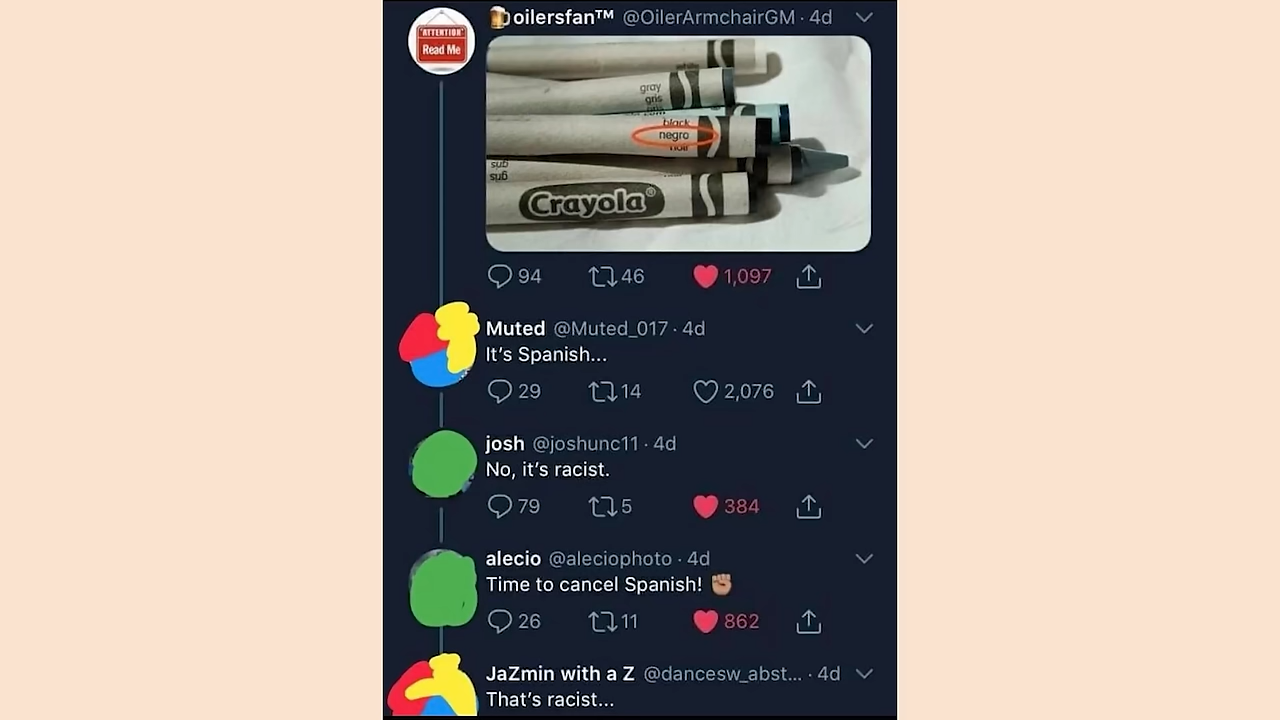 "ATTENTION"
Read Me
🍺oilersfan™ @OilerArmchairGM · 4d
white
gray
gris
black
negro
noir
gris
Crayola®
94 46 1,097
Muted @Muted_017 · 4d
It's Spanish...
29 14 2,076
josh @joshunc11 · 4d
No, it's racist.
79 5 384
alecio @aleciophoto · 4d
Time to cancel Spanish! ✊🏽
26 11 862
JaZmin with a Z @dancesw_abst... · 4d
That's racist...